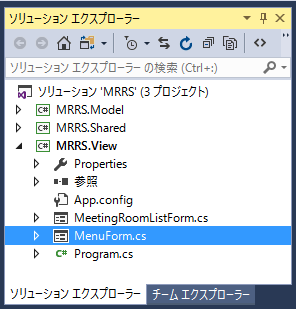 ソリューション エクスプローラー
ソリューション エクスプローラー の検索 (Ctrl+:)
ソリューション 'MRRS' (3 プロジェクト)
C# MRRS.Model
C# MRRS.Shared
C# MRRS.View
Properties
参照
App.config
MeetingRoomListForm.cs
MenuForm.cs
C# Program.cs
ソリューション エクスプローラー チーム エクスプローラー